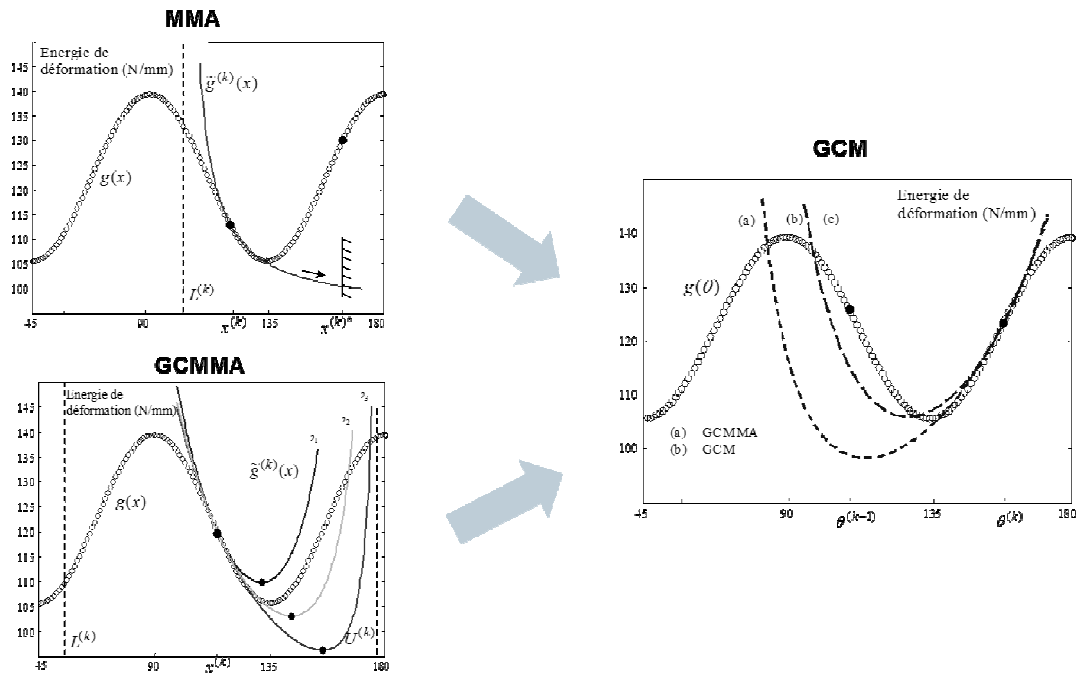 MMA
Energie de
déformation (N/mm)
g̃⁽ᵏ⁾(x)
g(x)
L⁽ᵏ⁾
145
140
135
130
125
120
115
110
105
100
45
90
x⁽ᵏ⁾
135
x⁽ᵏ⁾*
180
GCMMA
Energie de
déformation (N/mm)
g̃⁽ᵏ⁾(x)
g(x)
L⁽ᵏ⁾
U⁽ᵏ⁾
145
140
135
130
125
120
115
110
105
100
95
45
90
x⁽ᵏ⁾
135
180
GCM
Energie de
déformation (N/mm)
(a)
(b)
(c)
140
130
120
110
100
(a) GCMMA
(b) GCM
45
90
θ⁽ᵏ⁻¹⁾
135
θ⁽ᵏ⁾
180